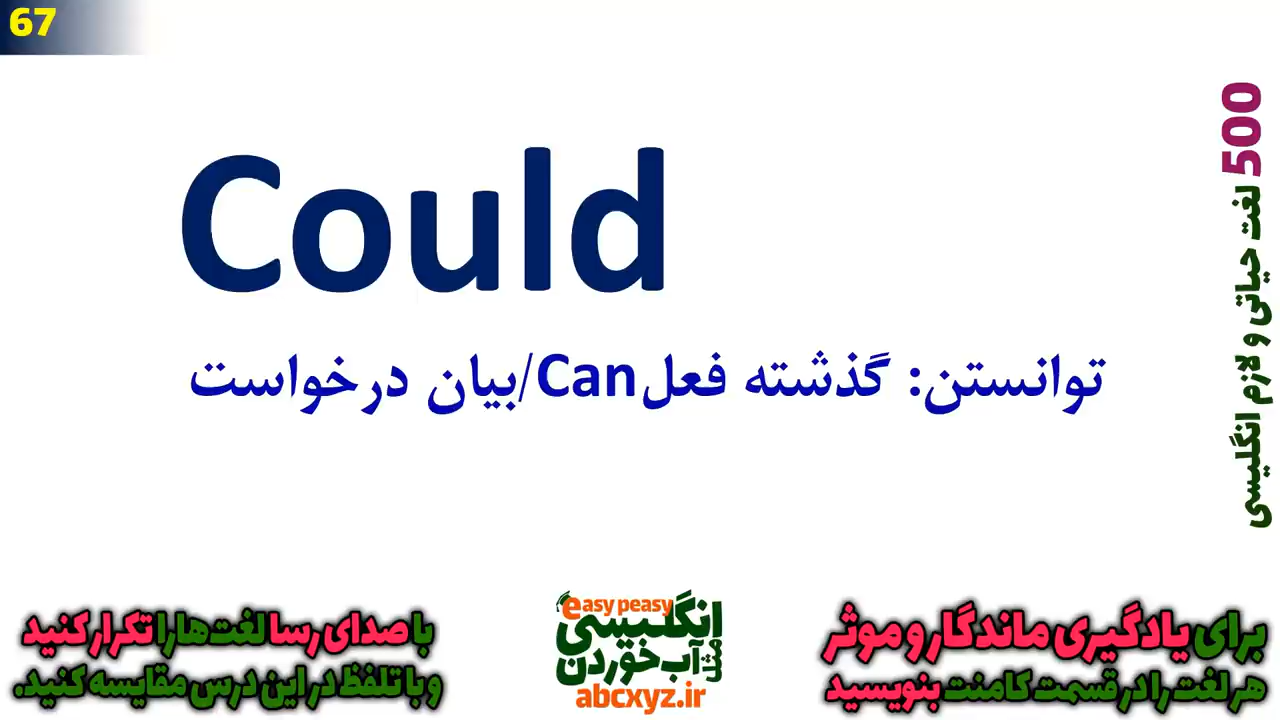 67
Could
توانستن: گذشته فعل Can/بیان درخواست
500 لغت حیاتی و لازم انگلیسی
با صدای رسا لغت‌ها را تکرار کنید
و با تلفظ در این درس مقایسه کنید.
easy peasy
انگلیسی
مثل
آب خوردن
abcxyz.ir
برای یادگیری ماندگار و موثر
هر لغت را در قسمت کامنت بنویسید